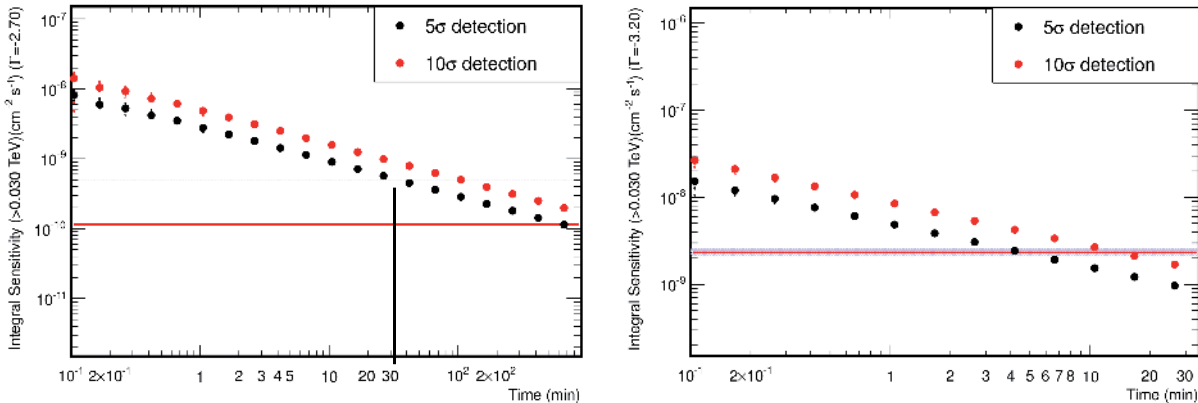 Integral Sensitivity (>0.030 TeV)(cm⁻² s⁻¹) (Γ=-2.70)
10⁻⁷
10⁻⁸
10⁻⁹
10⁻¹⁰
10⁻¹¹
5σ detection
10σ detection
10⁻¹ 2×10⁻¹ 1 2 3 4 5 10 20 30 10² 2×10²
Time (min)
Integral Sensitivity (>0.030 TeV)(cm⁻² s⁻¹) (Γ=-3.20)
10⁻⁶
10⁻⁷
10⁻⁸
10⁻⁹
5σ detection
10σ detection
10⁻¹ 2×10⁻¹ 1 2 3 4 5 6 7 8 10 20 30
Time (min)